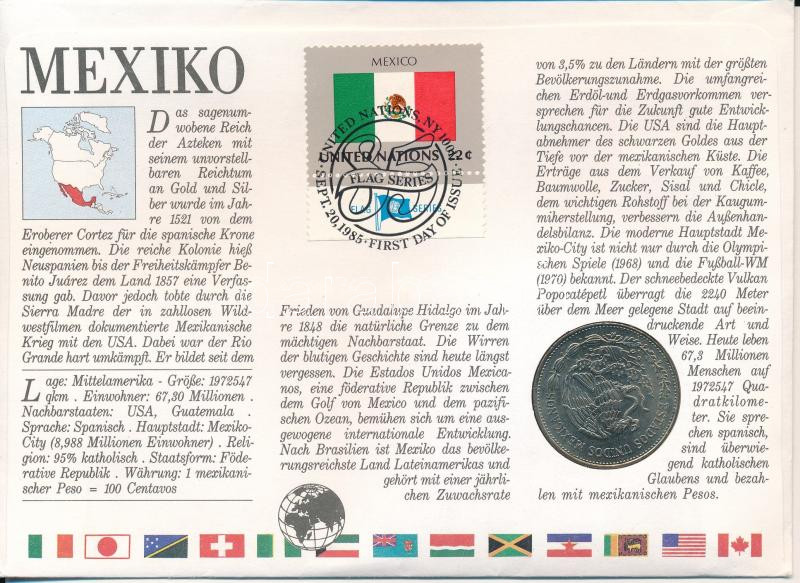 MEXIKO
Das sagenum-
wobene Reich
der Azteken mit
seinem unvorstell-
baren Reichtum
an Gold und Sil-
ber wurde im Jah-
re 1521 von dem
Eroberer Cortez für die spanische Krone
eingenommen. Die reiche Kolonie hieß
Neuspanien bis der Freiheitskämpfer Be-
nito Juárez dem Land 1857 eine Verfas-
sung gab. Davor jedoch tobte durch die
Sierra Madre der in zahllosen Wild-
westfilmen dokumentierte Mexikanische
Krieg mit den USA. Dabei war der Rio
Grande hart umkämpft. Er bildet seit dem
Lage: Mittelamerika - Größe: 1972547
qkm . Einwohner: 67,30 Millionen .
Nachbarstaaten: USA, Guatemala .
Sprache: Spanisch . Hauptstadt: Mexiko-
City (8,988 Millionen Einwohner) . Reli-
gion: 95% katholisch . Staatsform: Föde-
rative Republik . Währung: 1 mexikani-
scher Peso = 100 Centavos
MEXICO
UNITED NATIONS 22¢
FLAG SERIES
UNITED NATIONS, NY 10017
FLAG SERIES
SEPT. 20, 1985 · FIRST DAY OF ISSUE
Frieden von Guadalupe Hidalgo im Jah-
re 1848 die natürliche Grenze zu dem
mächtigen Nachbarstaat. Die Wirren
der blutigen Geschichte sind heute längst
vergessen. Die Estados Unidos Mexica-
nos, eine föderative Republik zwischen
dem Golf von Mexico und dem pazifi-
schen Ozean, bemühen sich um eine aus-
gewogene internationale Entwicklung.
Nach Brasilien ist Mexiko das bevölke-
rungsreichste Land Lateinamerikas und
gehört mit einer jährli-
chen Zuwachsrate
von 3,5% zu den Ländern mit der größten
Bevölkerungszunahme. Die umfangrei-
chen Erdöl-und Erdgasvorkommen ver-
sprechen für die Zukunft gute Entwick-
lungschancen. Die USA sind die Haupt-
abnehmer des schwarzen Goldes aus der
Tiefe vor der mexikanischen Küste. Die
Erträge aus dem Verkauf von Kaffee,
Baumwolle, Zucker, Sisal und Chicle,
dem wichtigen Rohstoff bei der Kaugum-
miherstellung, verbessern die Außenhan-
delsbilanz. Die moderne Hauptstadt Me-
xiko-City ist nicht nur durch die Olympi-
schen Spiele (1968) und die Fußball-WM
(1970) bekannt. Der schneebedeckte Vulkan
Popocatépetl überragt die 2240 Meter
über dem Meer gelegene Stadt auf beein-
druckende Art und
Weise. Heute leben
67,3 Millionen
Menschen auf
1972547 Qua-
dratkilome-
ter. Sie spre-
chen spanisch,
sind überwie-
gend katholischen
Glaubens und bezah-
len mit mexikanischen Pesos.
ESTADOS UNIDOS MEXICANOS